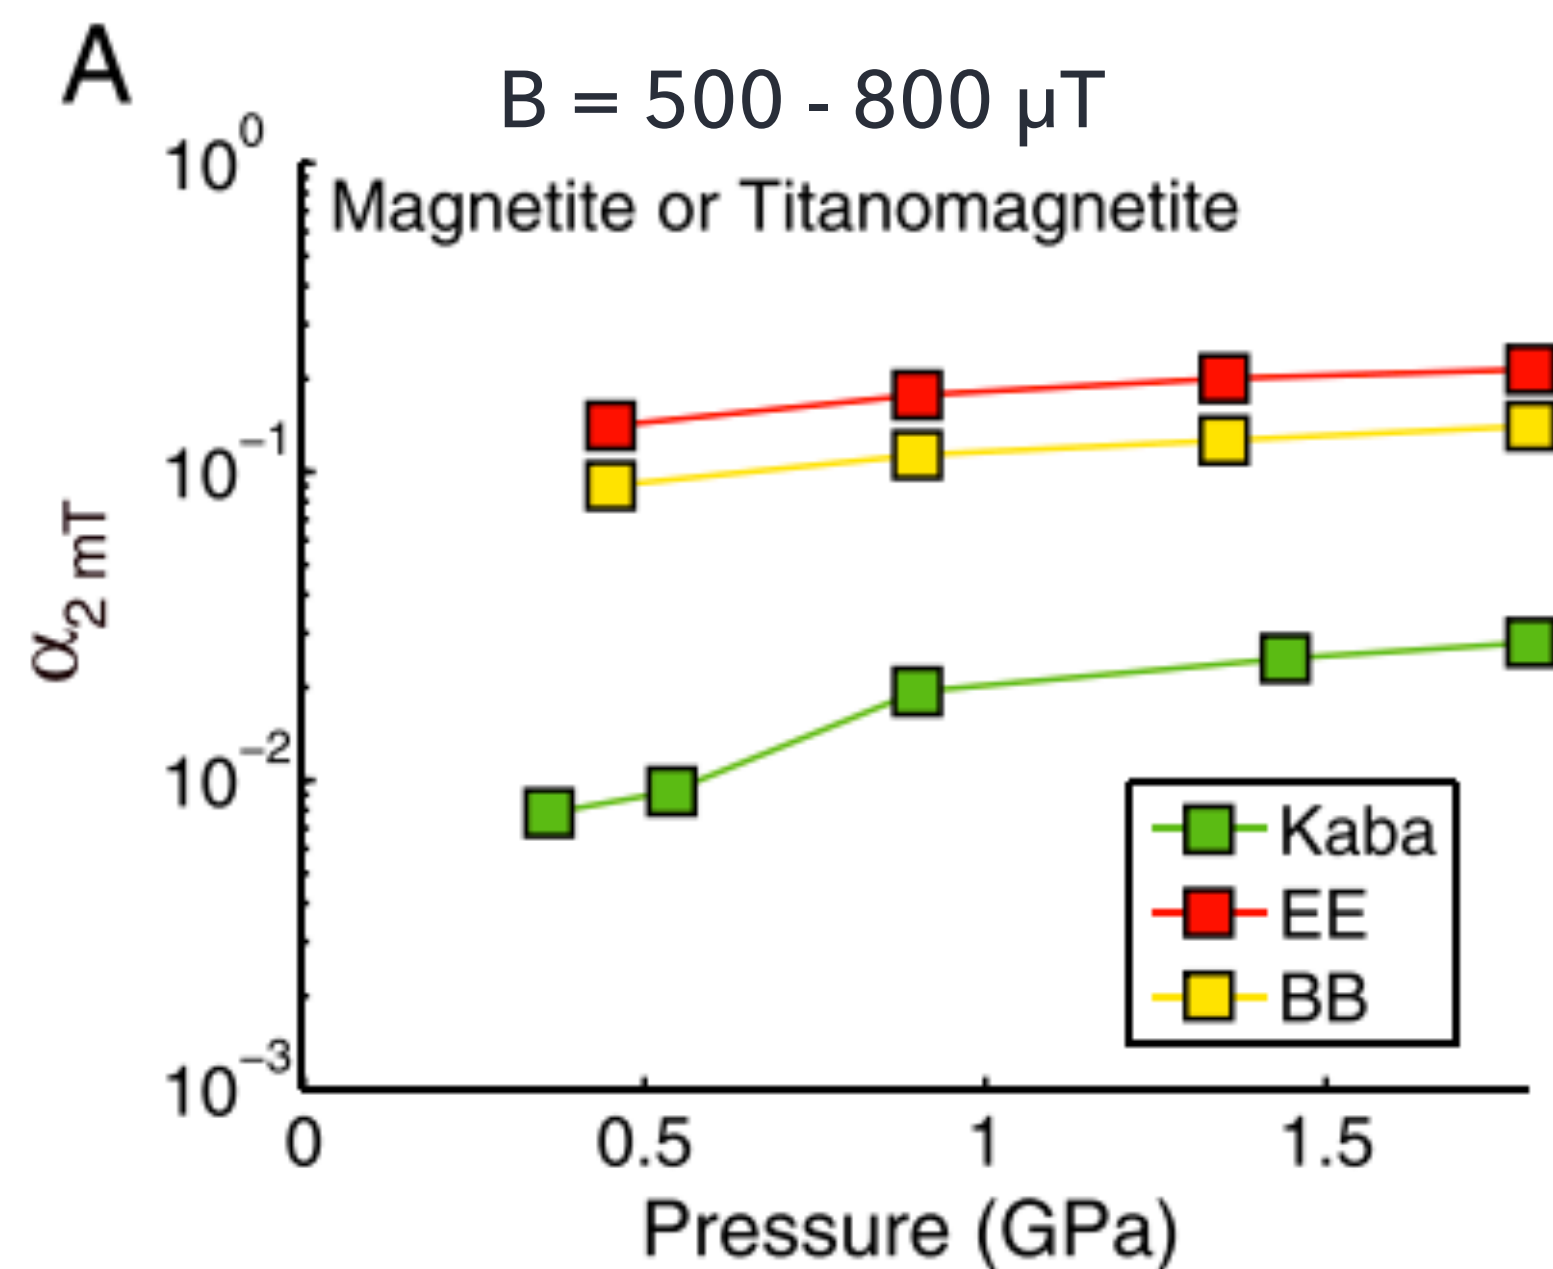 A
B = 500 - 800 µT
Magnetite or Titanomagnetite
10⁰
10⁻¹
10⁻²
10⁻³
α₂ mT
0 0.5 1 1.5
Pressure (GPa)
Kaba
EE
BB